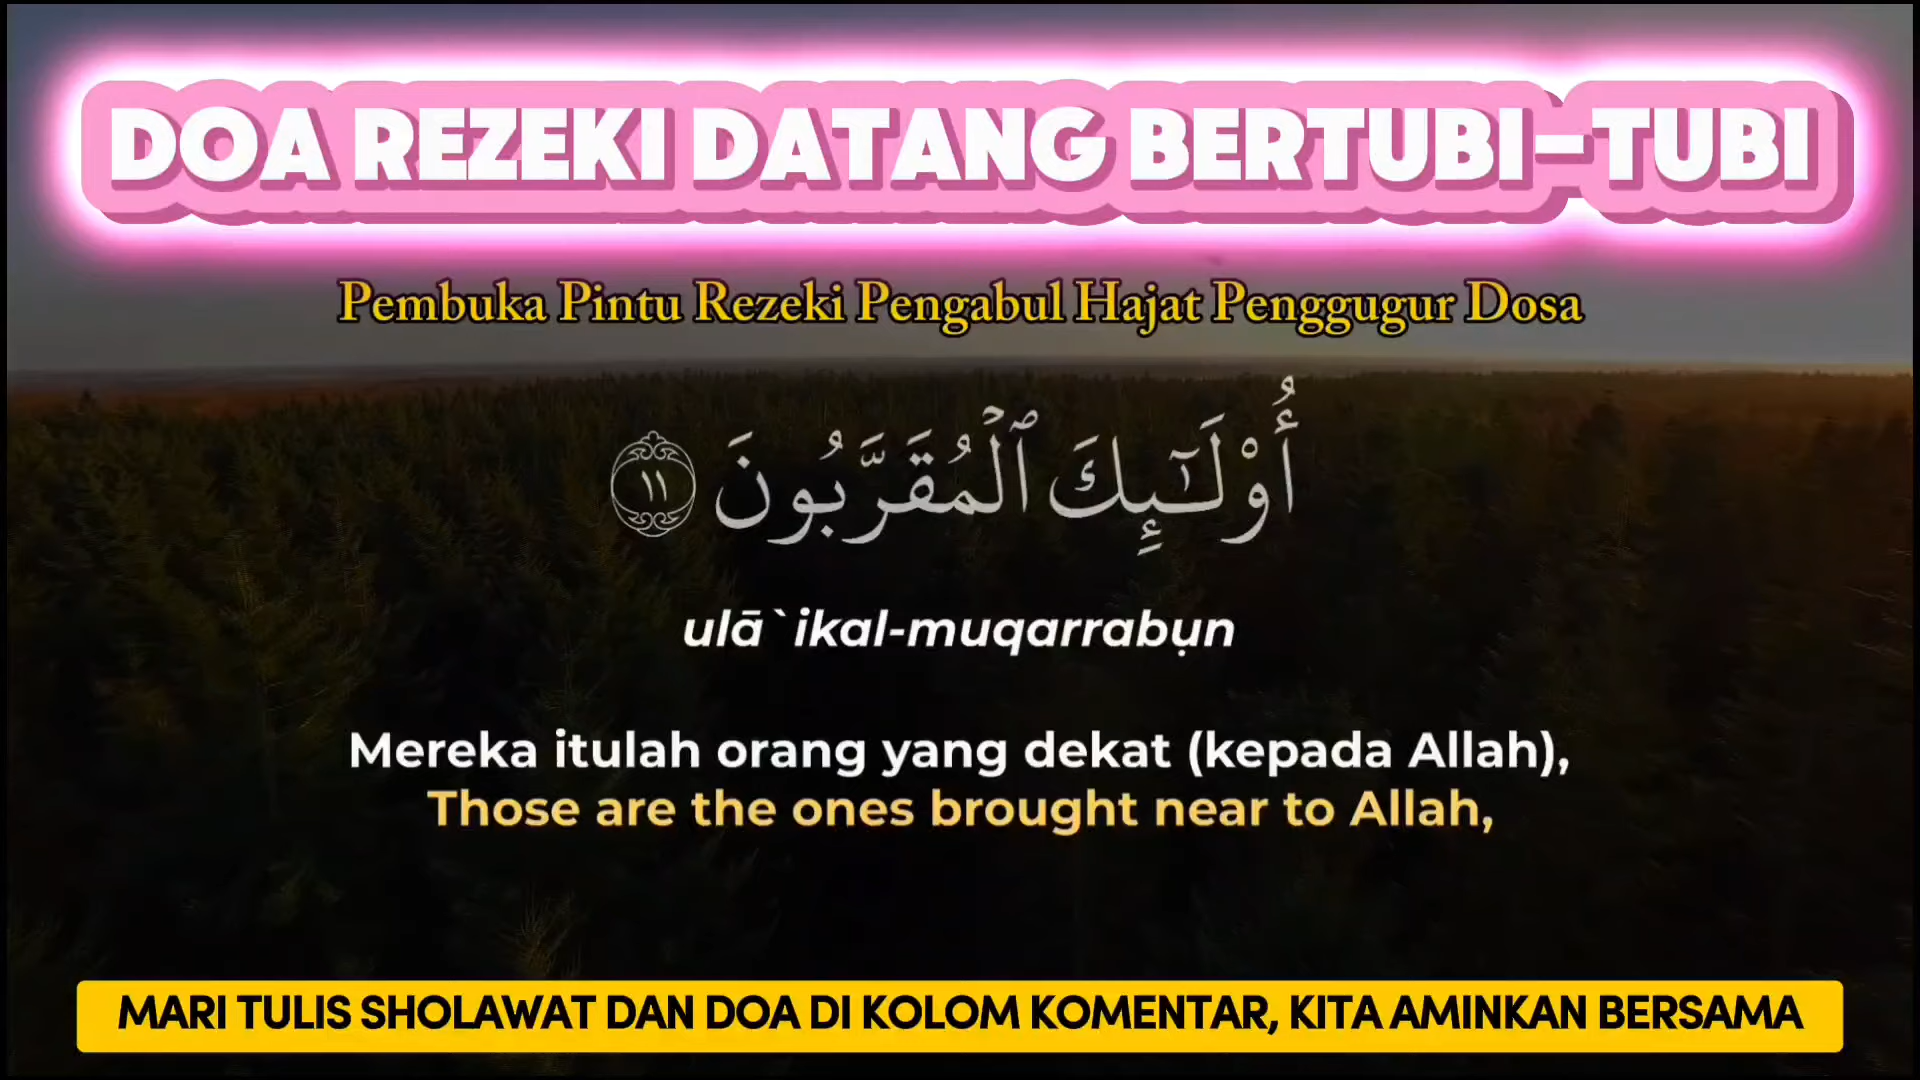 DOA REZEKI DATANG BERTUBI-TUBI
Pembuka Pintu Rezeki Pengabul Hajat Penggugur Dosa
أُو۟لَـٰٓئِكَ ٱلْمُقَرَّبُونَ ١١
ulā`ikal-muqarrabụn
Mereka itulah orang yang dekat (kepada Allah),
Those are the ones brought near to Allah,
MARI TULIS SHOLAWAT DAN DOA DI KOLOM KOMENTAR, KITA AMINKAN BERSAMA